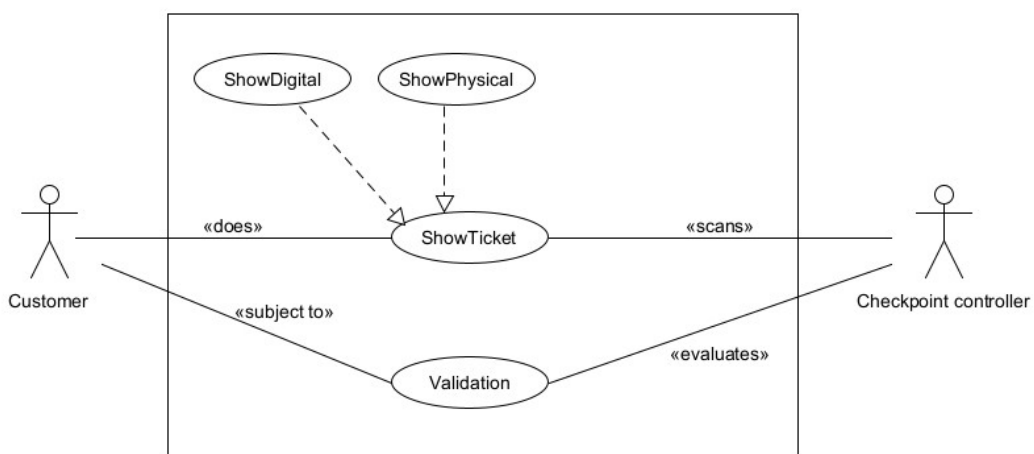 ShowDigital
ShowPhysical
«does»
ShowTicket
«scans»
Customer
Checkpoint controller
«subject to»
«evaluates»
Validation